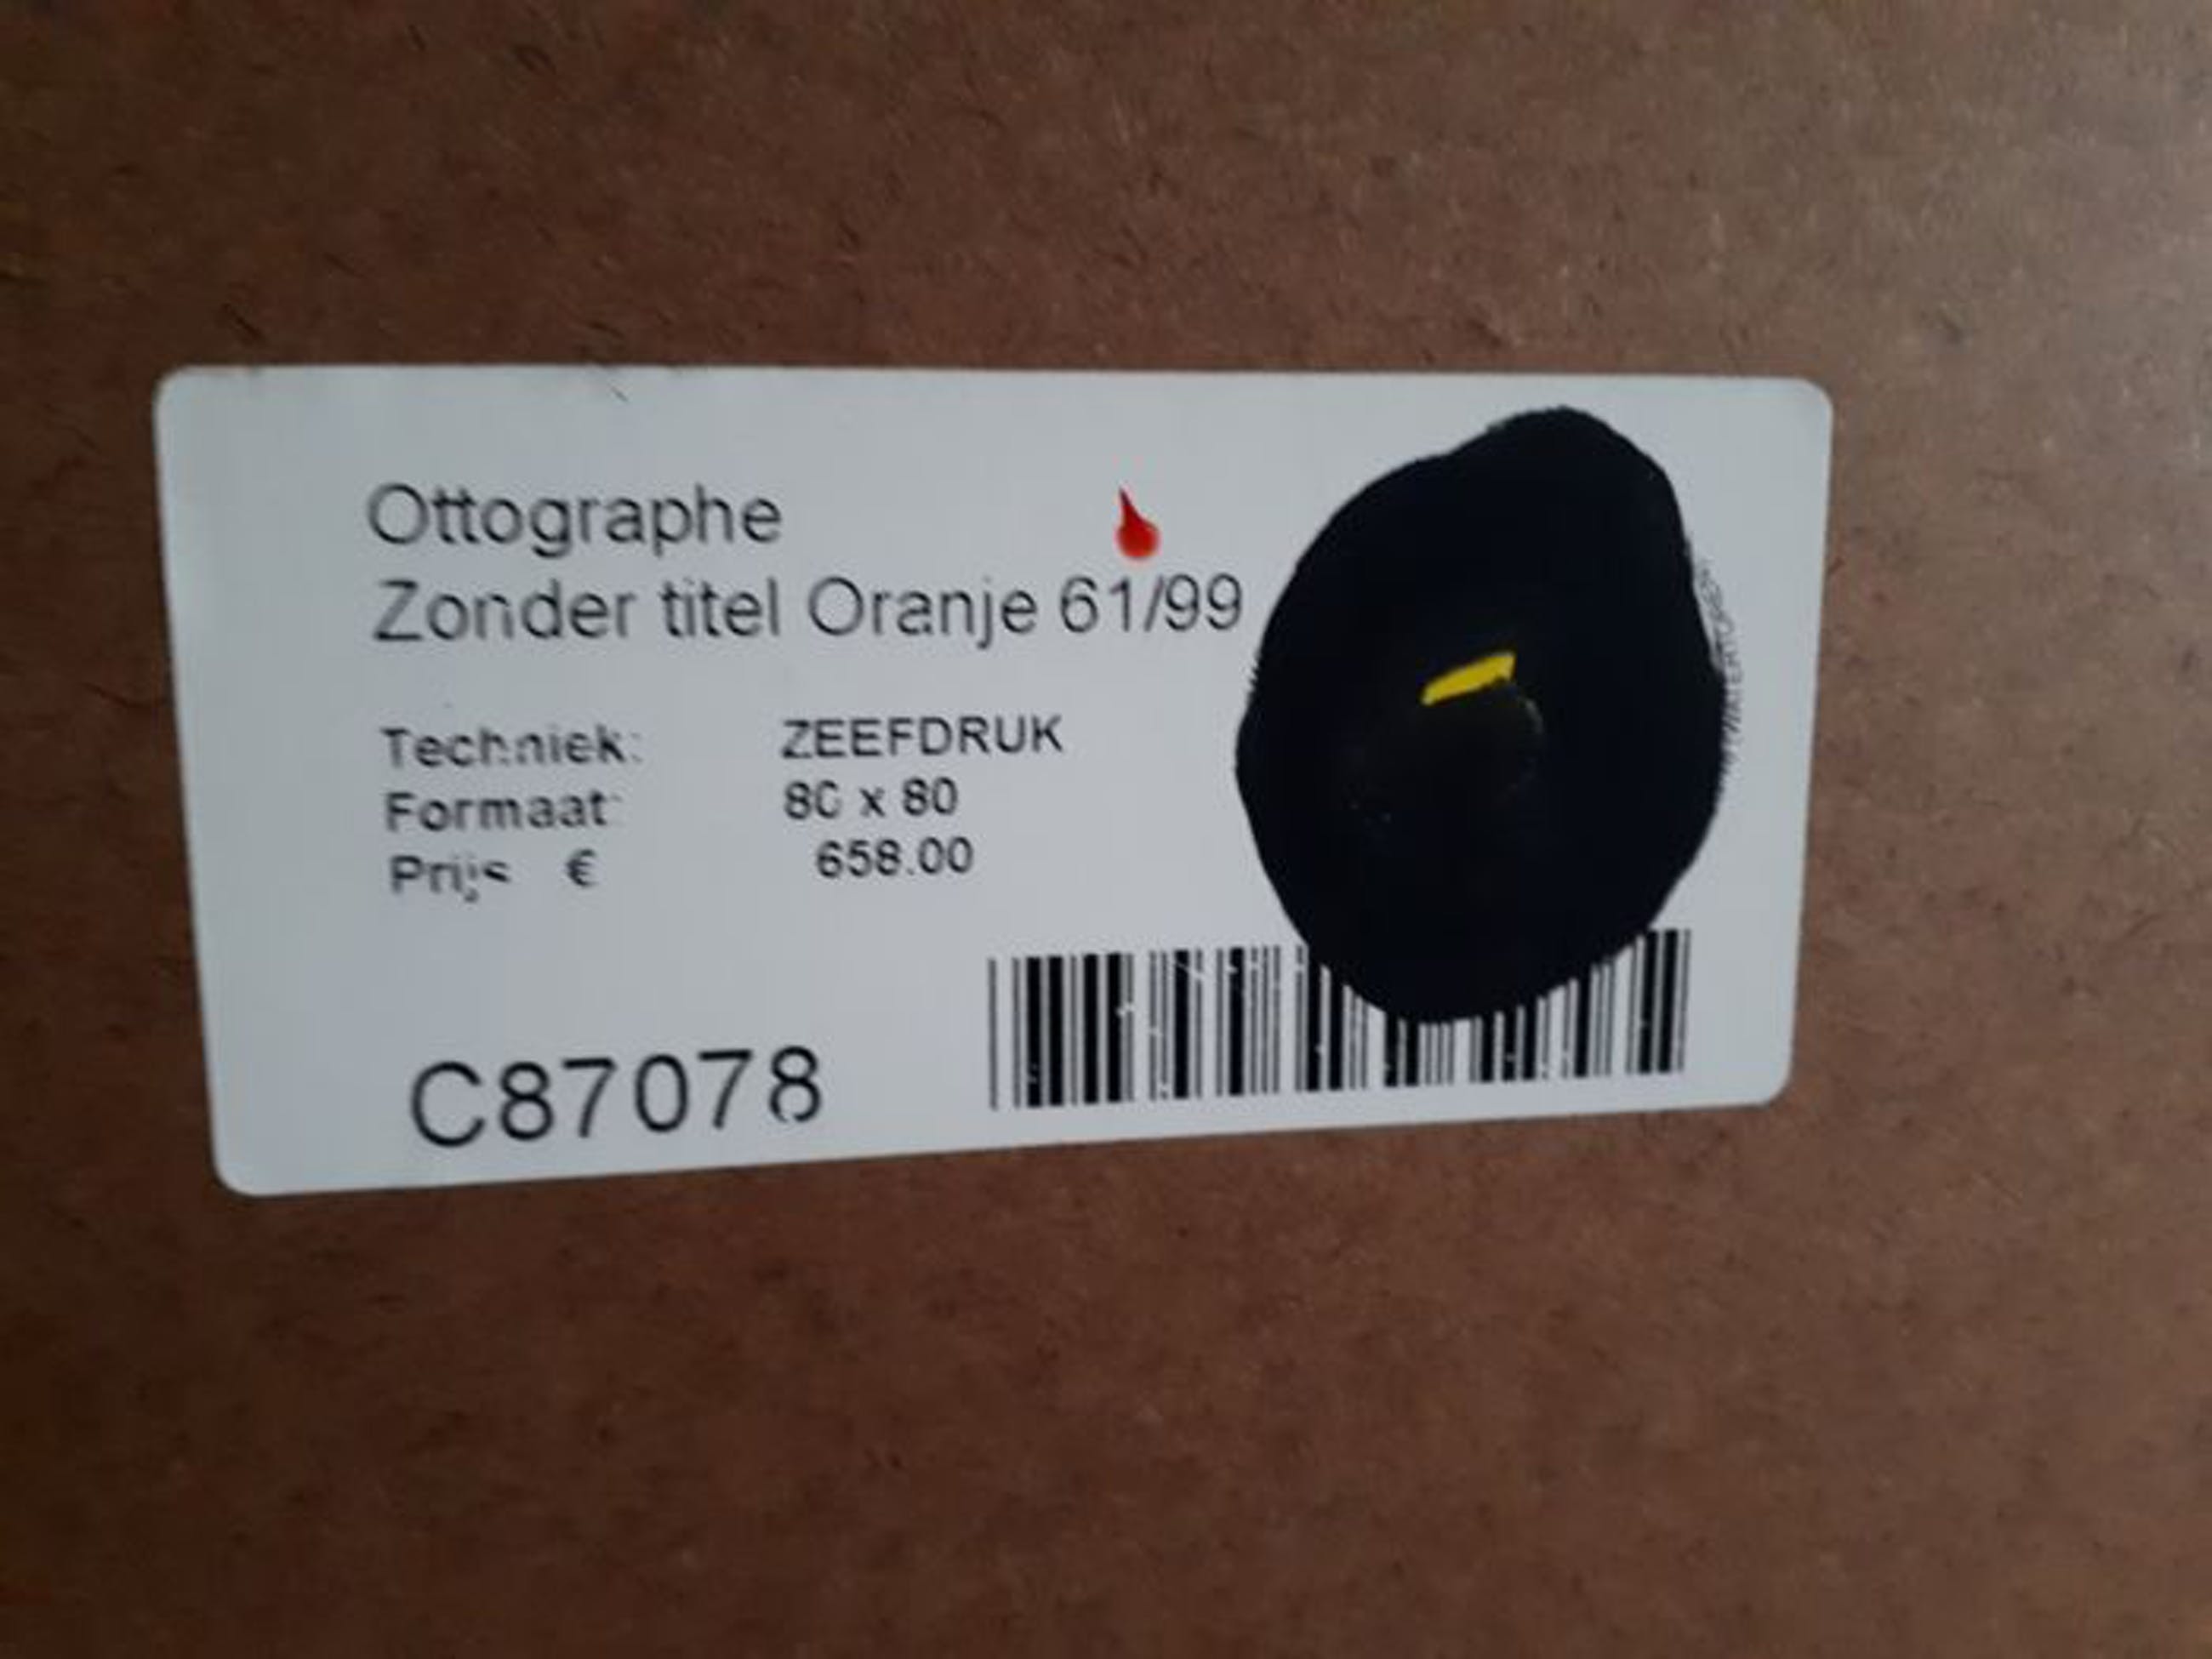 Ottographe
Zonder titel Oranje 61/99
Techniek: ZEEFDRUK
Formaat: 80 x 80
Prijs € 658.00
C87078